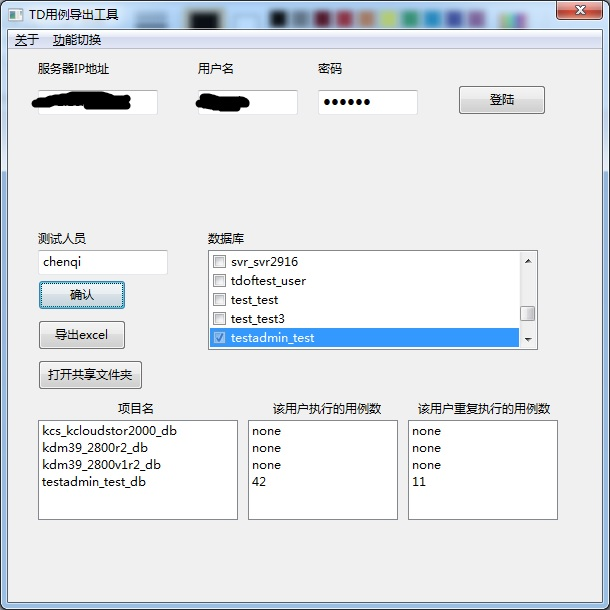 TD用例导出工具
关于 功能切换
服务器IP地址 用户名 密码
●●●●●● 登陆
测试人员 数据库
chenqi
确认
导出excel
打开共享文件夹
svr_svr2916
tdoftest_user
test_test
test_test3
testadmin_test
项目名 该用户执行的用例数 该用户重复执行的用例数
kcs_kcloudstor2000_db none none
kdm39_2800r2_db none none
kdm39_2800v1r2_db none none
testadmin_test_db 42 11